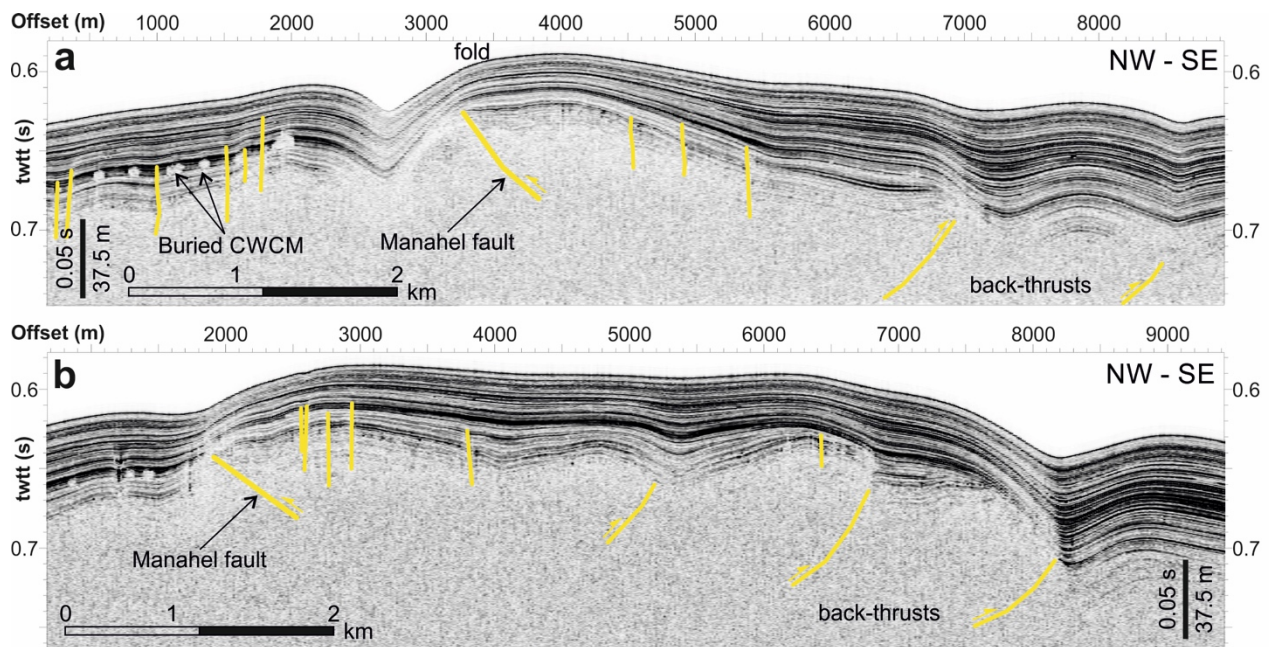 Offset (m) 1000 2000 3000 4000 5000 6000 7000 8000
a fold NW - SE
0.6 0.6
twtt (s)
0.7 0.7
0.05 s
37.5 m
Buried CWCM
Manahel fault
back-thrusts
0 1 2
km
Offset (m) 2000 3000 4000 5000 6000 7000 8000 9000
b NW - SE
0.6 0.6
twtt (s)
0.7 0.7
Manahel fault
0.05 s
37.5 m
back-thrusts
0 1 2
km